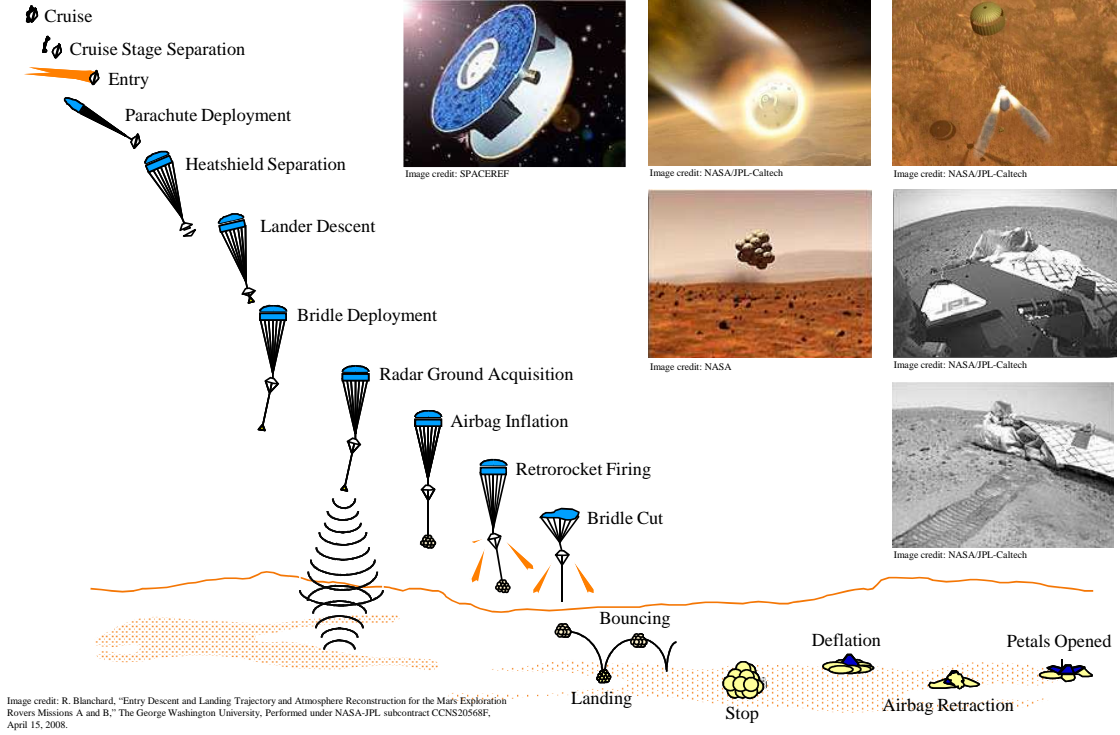 Cruise
Cruise Stage Separation
Entry
Parachute Deployment
Heatshield Separation
Lander Descent
Bridle Deployment
Radar Ground Acquisition
Airbag Inflation
Retrorocket Firing
Bridle Cut
Bouncing
Landing
Stop
Deflation
Airbag Retraction
Petals Opened
Image credit: SPACEREF
Image credit: NASA/JPL-Caltech
Image credit: NASA/JPL-Caltech
Image credit: NASA
JPL
Image credit: NASA/JPL-Caltech
Image credit: NASA/JPL-Caltech
Image credit: R. Blanchard, “Entry Descent and Landing Trajectory and Atmosphere Reconstruction for the Mars Exploration
Rovers Missions A and B,” The George Washington University, Performed under NASA-JPL subcontract CCNS20568F,
April 15, 2008.